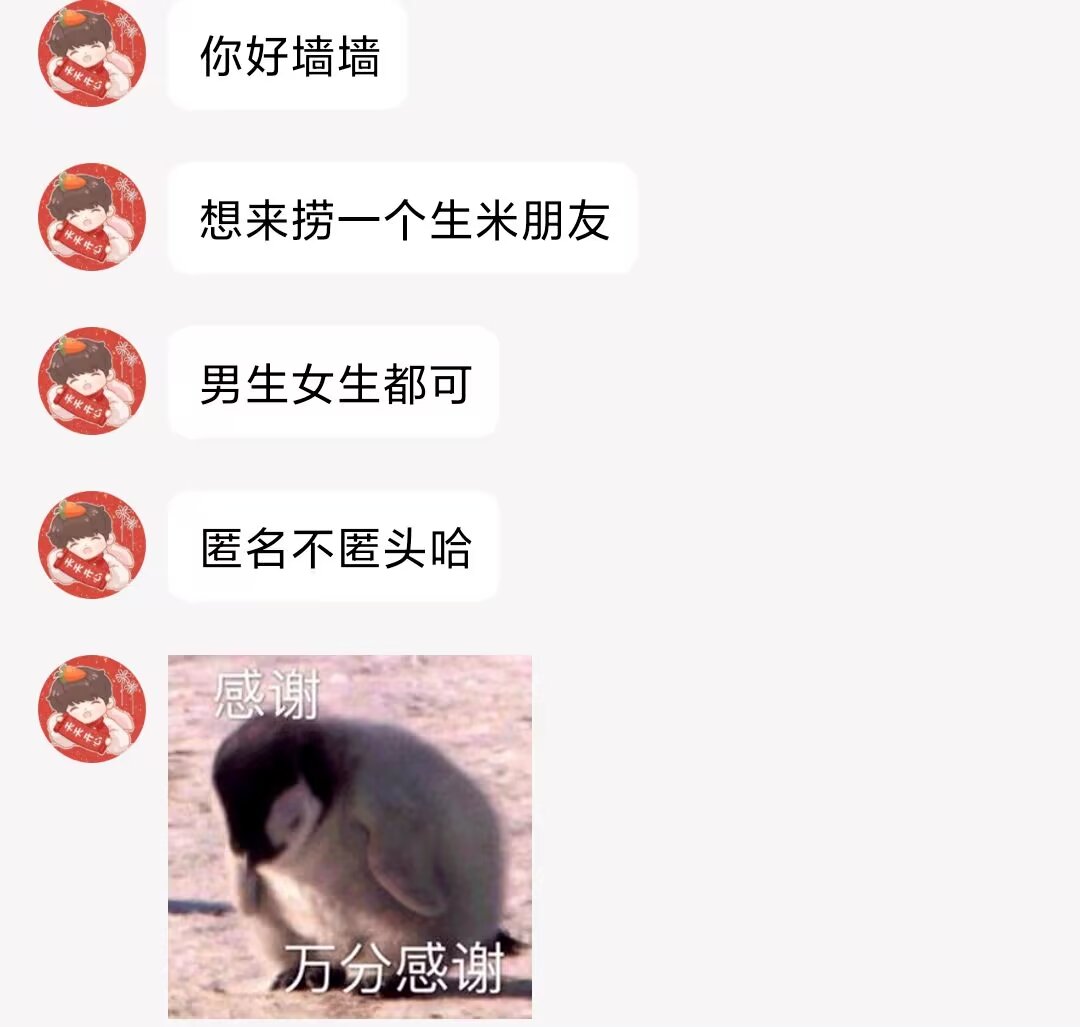 你好墙墙
想来捞一个生米朋友
男生女生都可
匿名不匿头哈
感谢
万分感谢